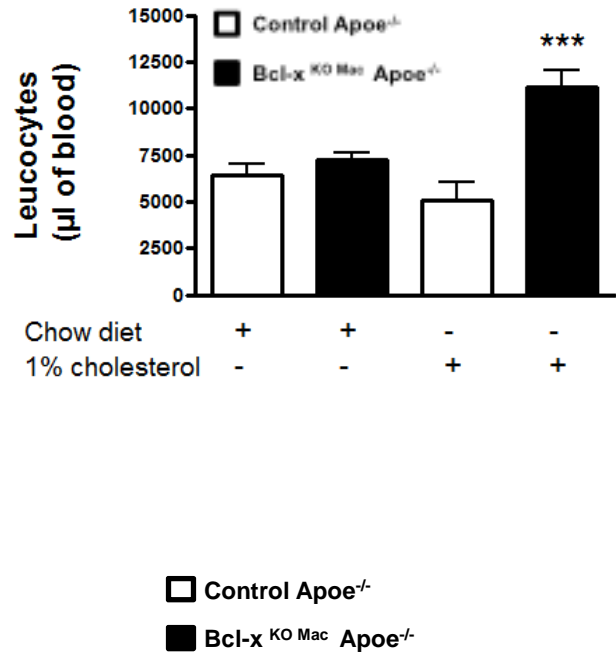 15000
12500
10000
7500
5000
2500
0
Leucocytes
(µl of blood)
Control Apoe-/-
Bcl-x KO Mac Apoe-/-
***
Chow diet + + - -
1% cholesterol - - + +
Control Apoe-/-
Bcl-x KO Mac Apoe-/-